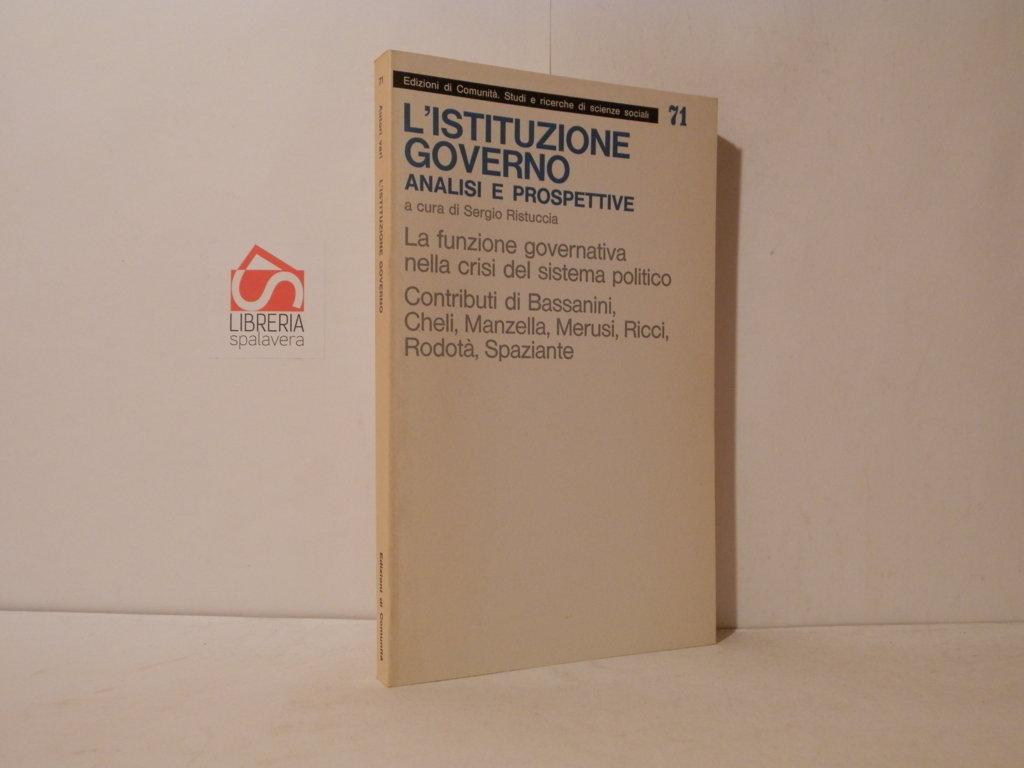 Edizioni di Comunità. Studi e ricerche di scienze sociali
71
L'ISTITUZIONE
GOVERNO
ANALISI E PROSPETTIVE
a cura di Sergio Ristuccia
La funzione governativa
nella crisi del sistema politico
Contributi di Bassanini,
Cheli, Manzella, Merusi, Ricci,
Rodotà, Spaziante
71 Autori vari L'ISTITUZIONE GOVERNO Edizioni di Comunità
LIBRERIA
spalavera